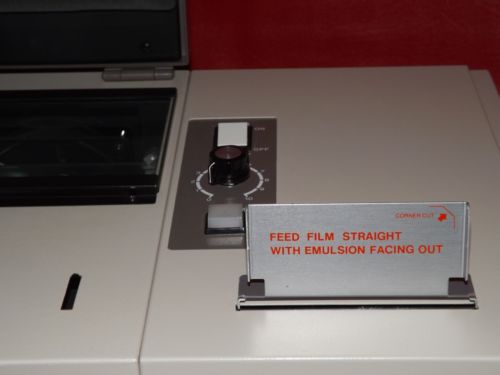 ON
OFF
CORNER CUT
FEED FILM STRAIGHT
WITH EMULSION FACING OUT